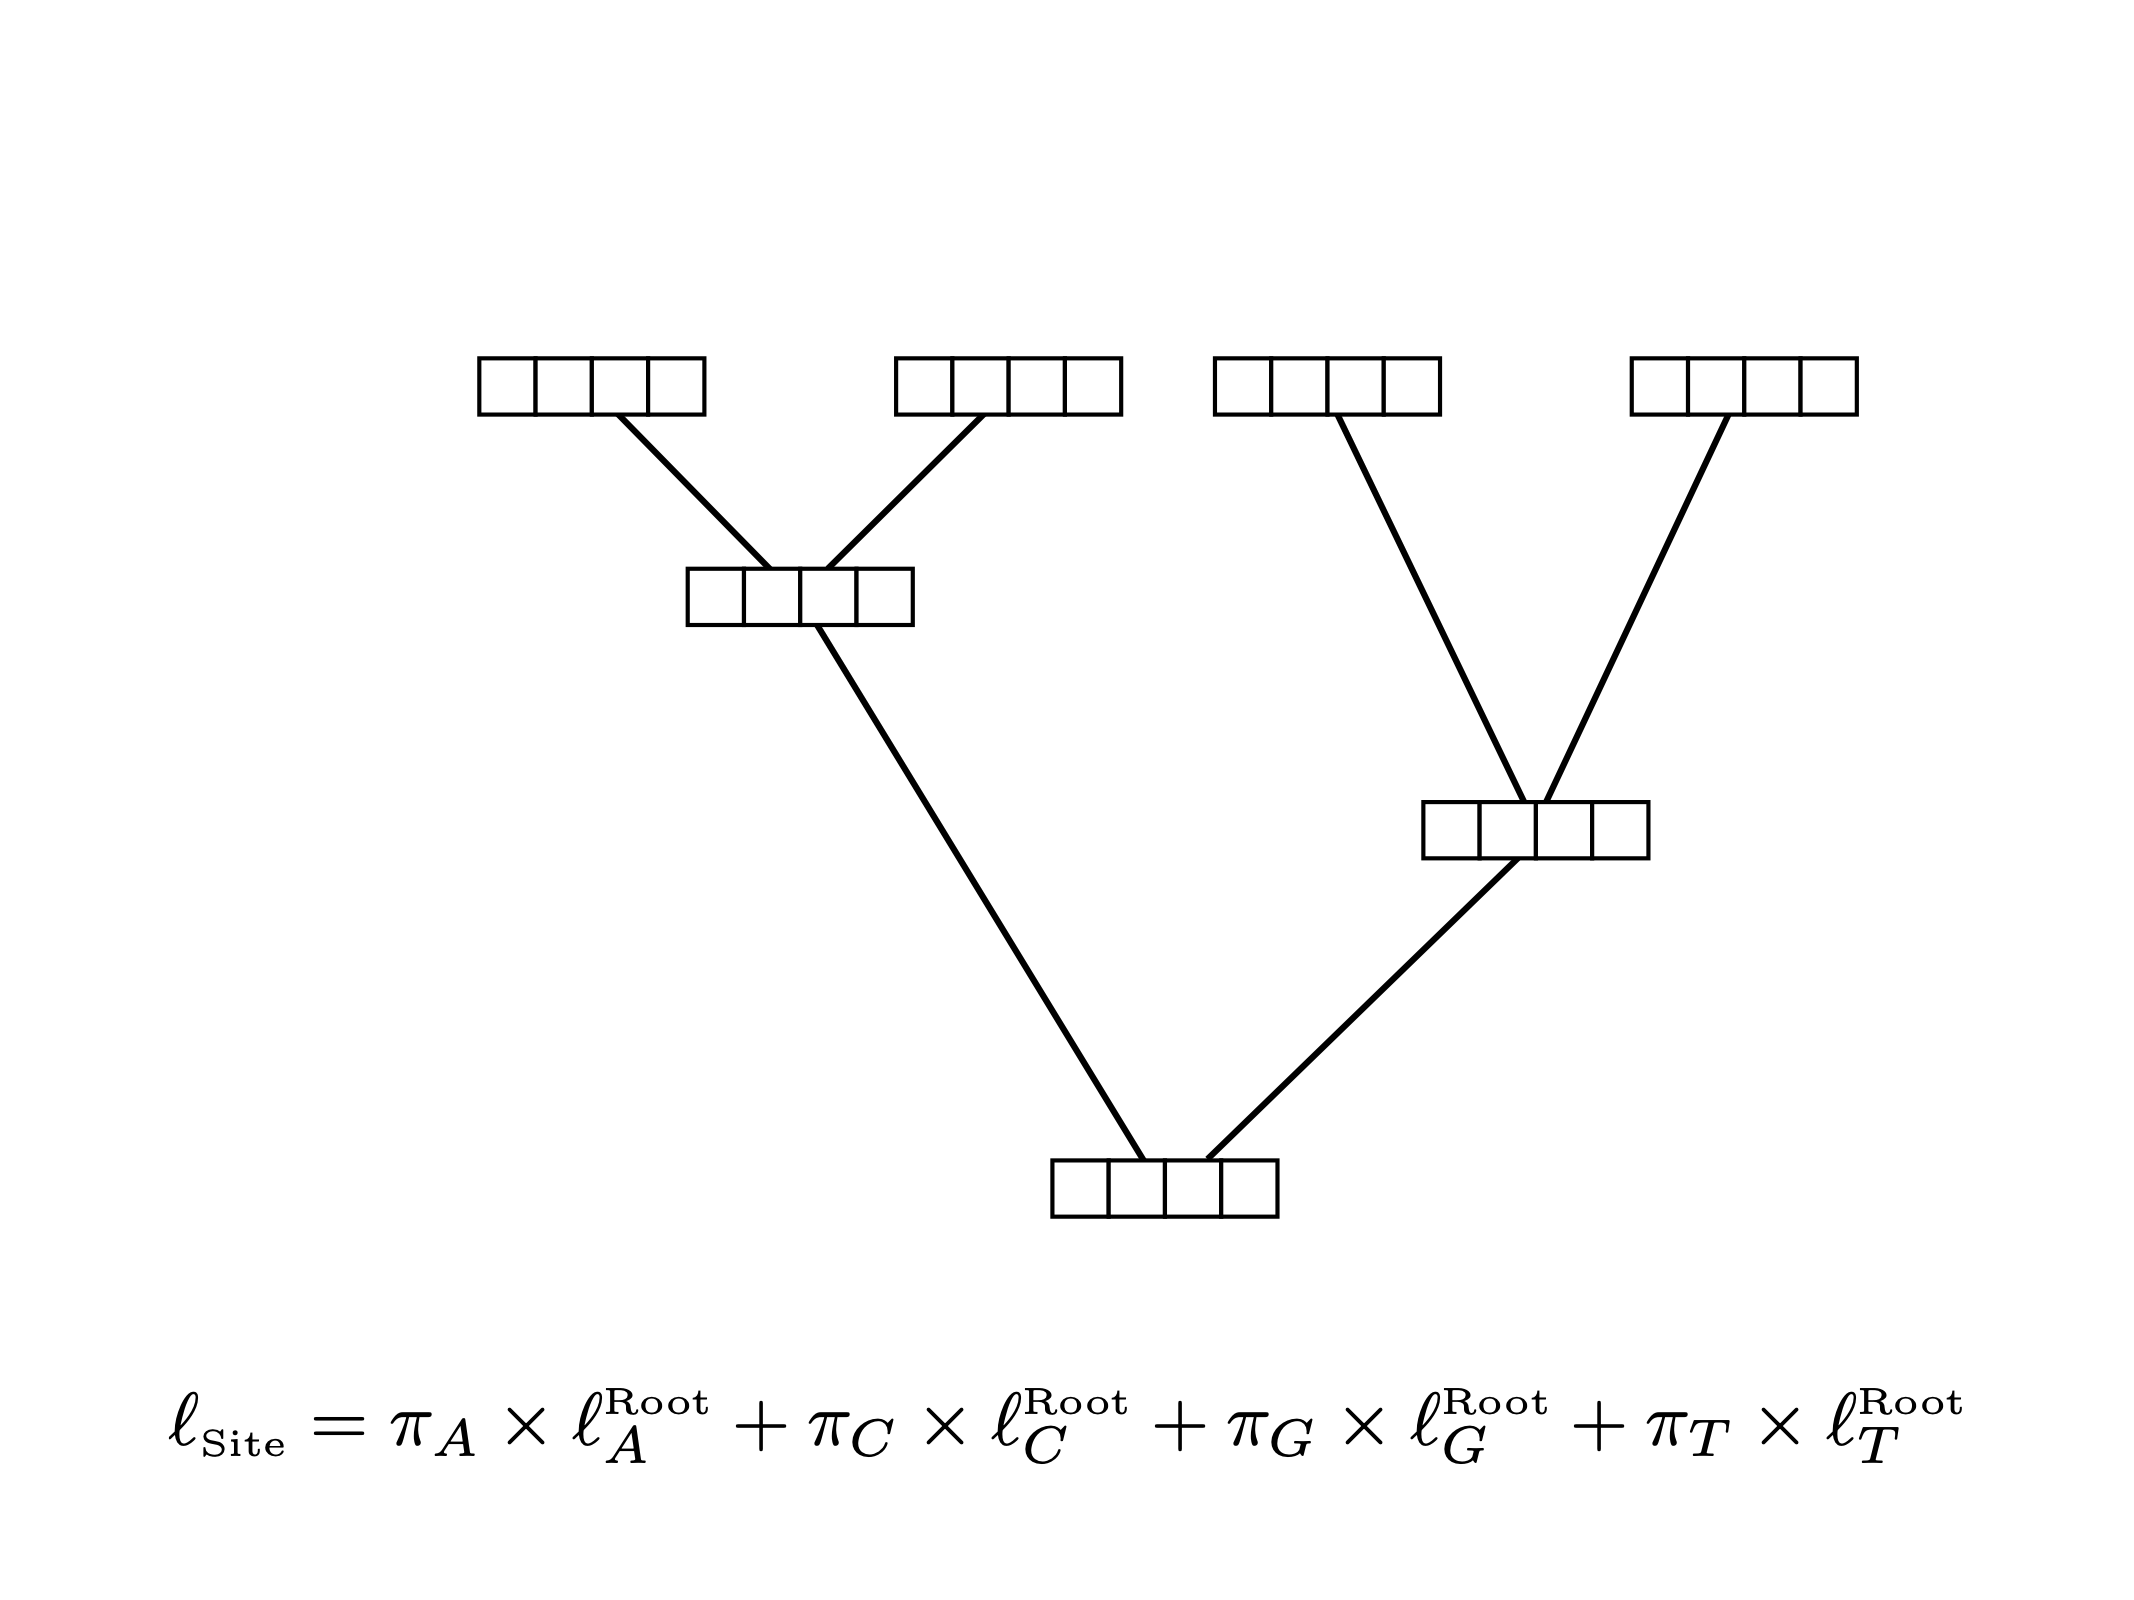 ℓ_Site = π_A × ℓ_A^Root + π_C × ℓ_C^Root + π_G × ℓ_G^Root + π_T × ℓ_T^Root